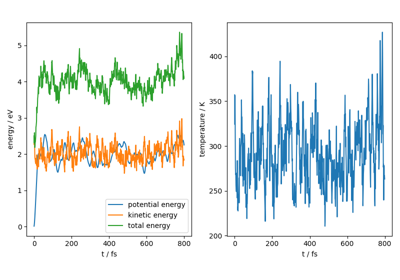 energy / eV
5
4
3
2
1
0
potential energy
kinetic energy
total energy
0 200 400 600 800
t / fs
temperature / K
400
350
300
250
200
0 200 400 600 800
t / fs